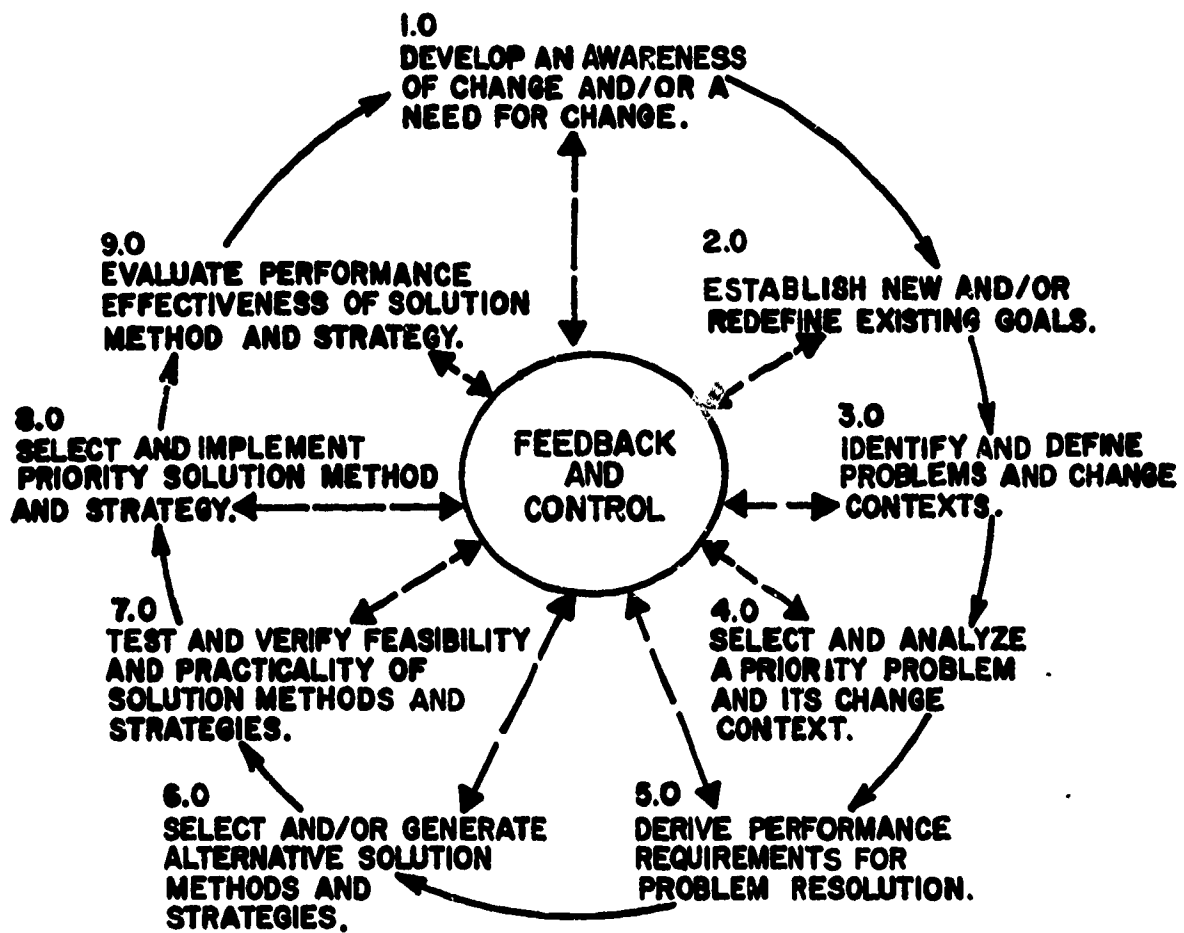 1.0
DEVELOP AN AWARENESS
OF CHANGE AND/OR A
NEED FOR CHANGE.
2.0
ESTABLISH NEW AND/OR
REDEFINE EXISTING GOALS.
3.0
IDENTIFY AND DEFINE
PROBLEMS AND CHANGE
CONTEXTS.
4.0
SELECT AND ANALYZE
A PRIORITY PROBLEM
AND ITS CHANGE
CONTEXT.
5.0
DERIVE PERFORMANCE
REQUIREMENTS FOR
PROBLEM RESOLUTION.
6.0
SELECT AND/OR GENERATE
ALTERNATIVE SOLUTION
METHODS AND
STRATEGIES.
7.0
TEST AND VERIFY FEASIBILITY
AND PRACTICALITY OF
SOLUTION METHODS AND
STRATEGIES.
8.0
SELECT AND IMPLEMENT
PRIORITY SOLUTION METHOD
AND STRATEGY.
9.0
EVALUATE PERFORMANCE
EFFECTIVENESS OF SOLUTION
METHOD AND STRATEGY.
FEEDBACK
AND
CONTROL